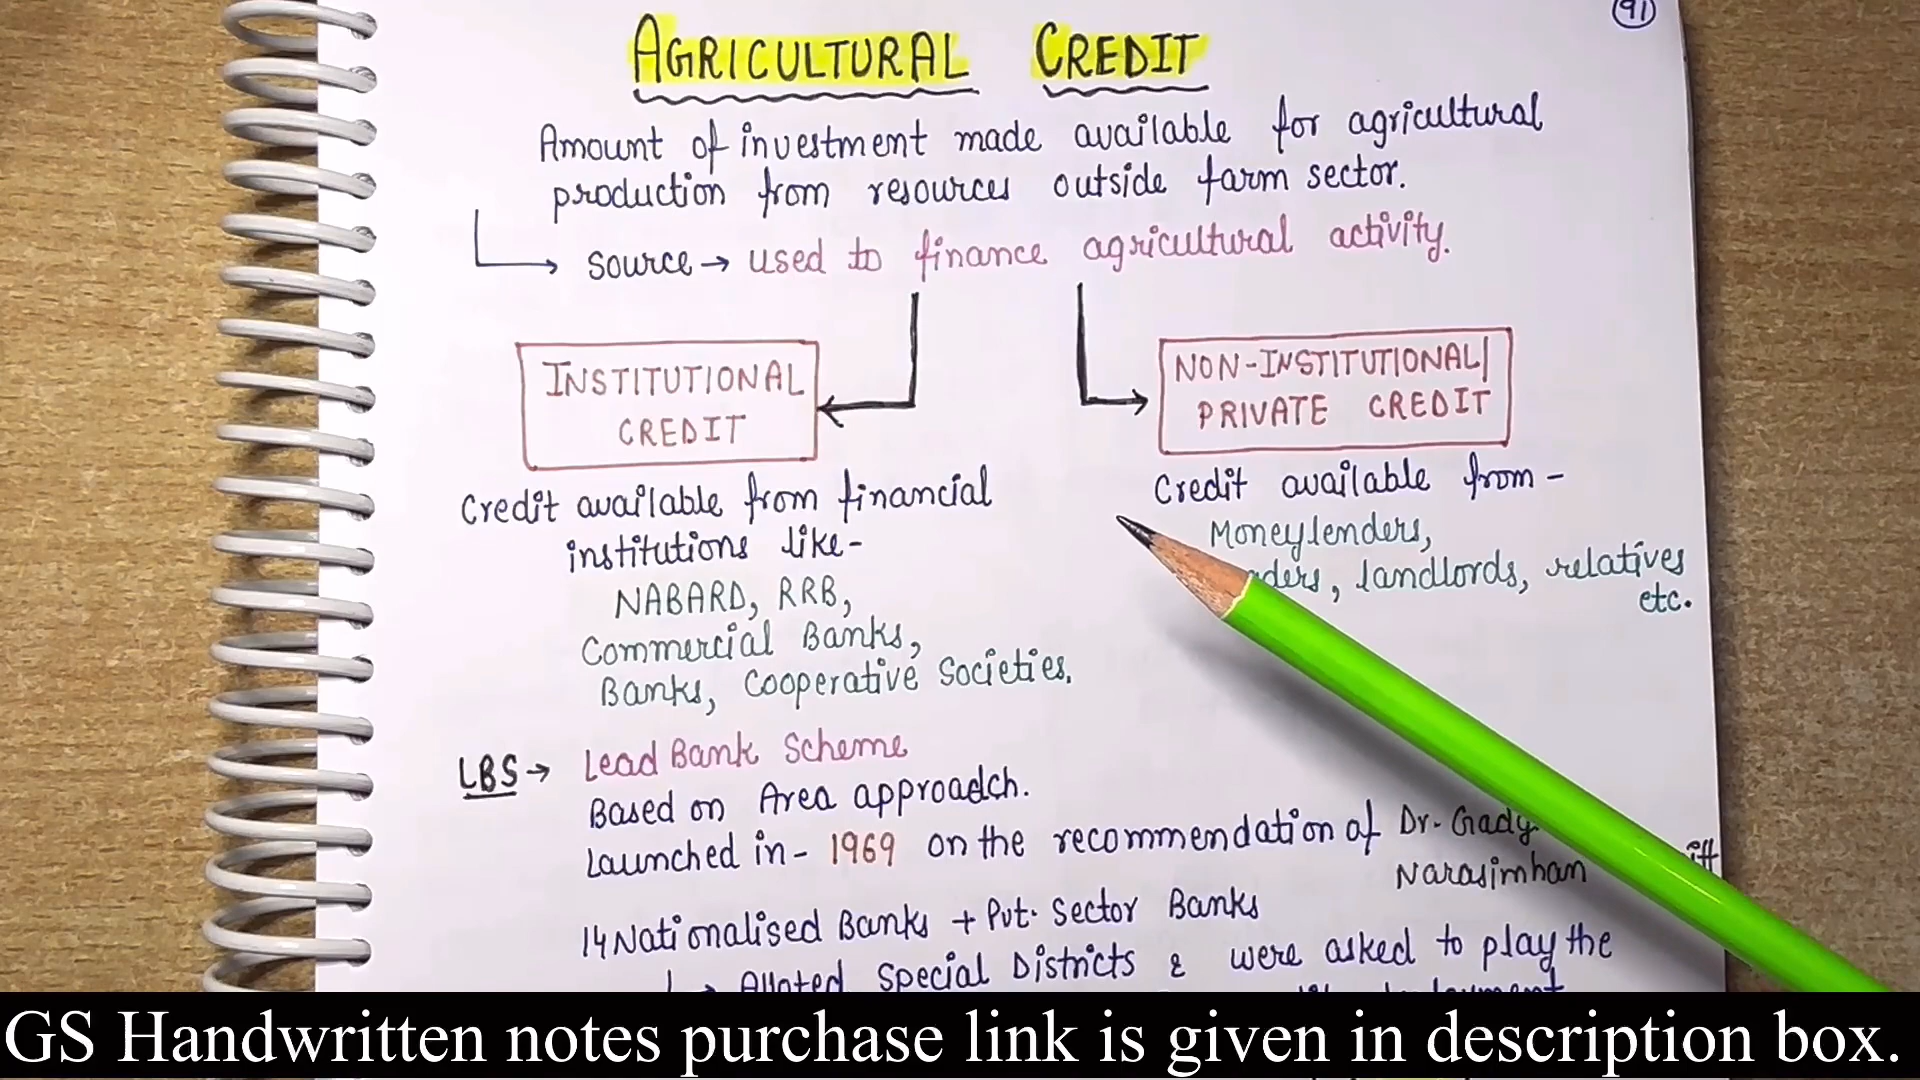 91
AGRICULTURAL CREDIT
Amount of investment made available for agricultural
production from resources outside farm sector.
source → used to finance agricultural activity.
INSTITUTIONAL
CREDIT
NON-INSTITUTIONAL/
PRIVATE CREDIT
Credit available from financial
institutions like-
NABARD, RRB,
Commercial Banks,
Banks, Cooperative Societies.
Credit available from -
Moneylenders,
landlords, relatives
etc.
LBS → Lead Bank Scheme
Based on Area approadch.
Launched in - 1969 on the recommendation of Dr. Gadg
Narasimhan
14 Nationalised Banks + Pvt. Sector Banks
Alloted Special Districts & were asked to play the
GS Handwritten notes purchase link is given in description box.